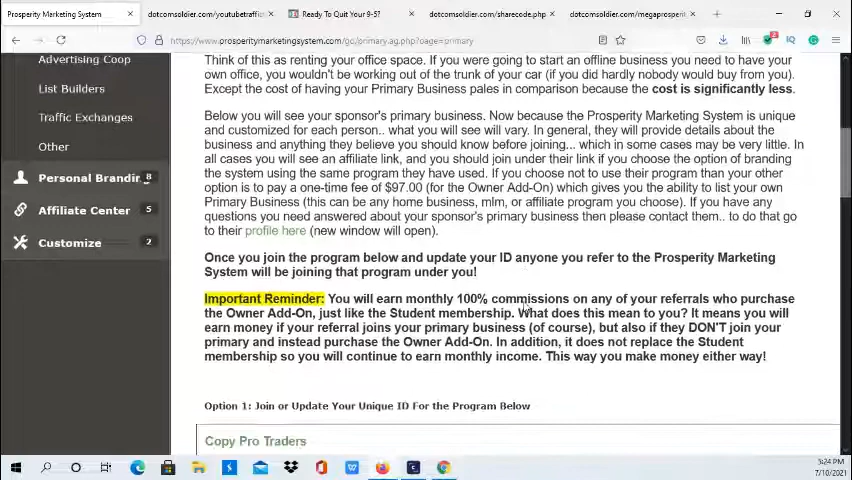 Prosperity Marketing System
dotcomsoldier.com/youtubetraffic
Ready To Quit Your 9-5?
dotcomsoldier.com/sharecode.php
dotcomsoldier.com/megaprosperit
https://www.prosperitymarketingsystem.com/go/primary.ag.php?page=primary
2
Advertising Coop
List Builders
Traffic Exchanges
Other
Personal Branding 8
Affiliate Center 5
Customize 2
Think of this as renting your office space. If you were going to start an offline business you need to have your
own office, you wouldn't be working out of the trunk of your car (if you did hardly nobody would buy from you).
Except the cost of having your Primary Business pales in comparison because the cost is significantly less.
Below you will see your sponsor's primary business. Now because the Prosperity Marketing System is unique
and customized for each person.. what you will see will vary. In general, they will provide details about the
business and anything they believe you should know before joining... which in some cases may be very little. In
all cases you will see an affiliate link, and you should join under their link if you choose the option of branding
the system using the same program they have used. If you choose not to use their program than your other
option is to pay a one-time fee of $97.00 (for the Owner Add-On) which gives you the ability to list your own
Primary Business (this can be any home business, mlm, or affiliate program you choose). If you have any
questions you need answered about your sponsor's primary business then please contact them.. to do that go
to their profile here (new window will open).
Once you join the program below and update your ID anyone you refer to the Prosperity Marketing
System will be joining that program under you!
Important Reminder: You will earn monthly 100% commissions on any of your referrals who purchase
the Owner Add-On, just like the Student membership. What does this mean to you? It means you will
earn money if your referral joins your primary business (of course), but also if they DON'T join your
primary and instead purchase the Owner Add-On. In addition, it does not replace the Student
membership so you will continue to earn monthly income. This way you make money either way!
Option 1: Join or Update Your Unique ID For the Program Below
Copy Pro Traders
3:24 PM
7/10/2021